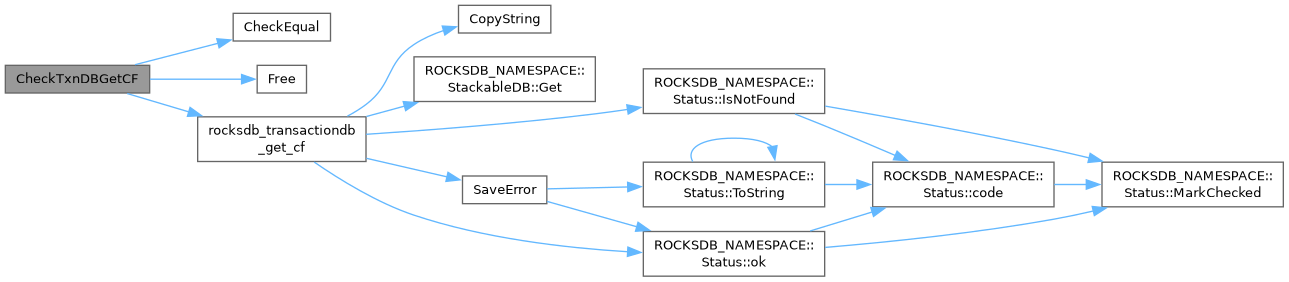 CheckTxnDBGetCF
CheckEqual
Free
rocksdb_transactiondb
_get_cf
CopyString
ROCKSDB_NAMESPACE::
StackableDB::Get
SaveError
ROCKSDB_NAMESPACE::
Status::IsNotFound
ROCKSDB_NAMESPACE::
Status::ToString
ROCKSDB_NAMESPACE::
Status::ok
ROCKSDB_NAMESPACE::
Status::code
ROCKSDB_NAMESPACE::
Status::MarkChecked